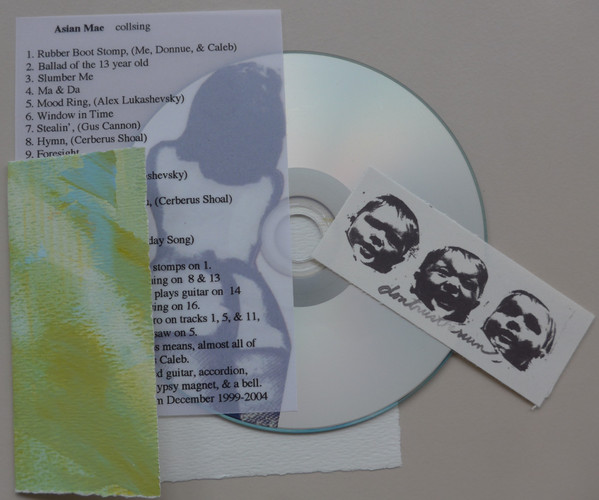 Asian Mae collsing
1. Rubber Boot Stomp, (Me, Donnue, & Caleb)
2. Ballad of the 13 year old
3. Slumber Me
4. Ma & Da
5. Mood Ring, (Alex Lukashevsky)
6. Window in Time
7. Stealin', (Gus Cannon)
8. Hymn, (Cerberus Shoal)
9. Foresight
shevsky)
, (Cerberus Shoal)
day Song)
stomps on 1.
ing on 8 & 13
plays guitar on 14
ing on 16.
ro on tracks 1, 5, & 11,
saw on 5.
s means, almost all of
Caleb.
d guitar, accordion,
ypsy magnet, & a bell.
m December 1999-2004